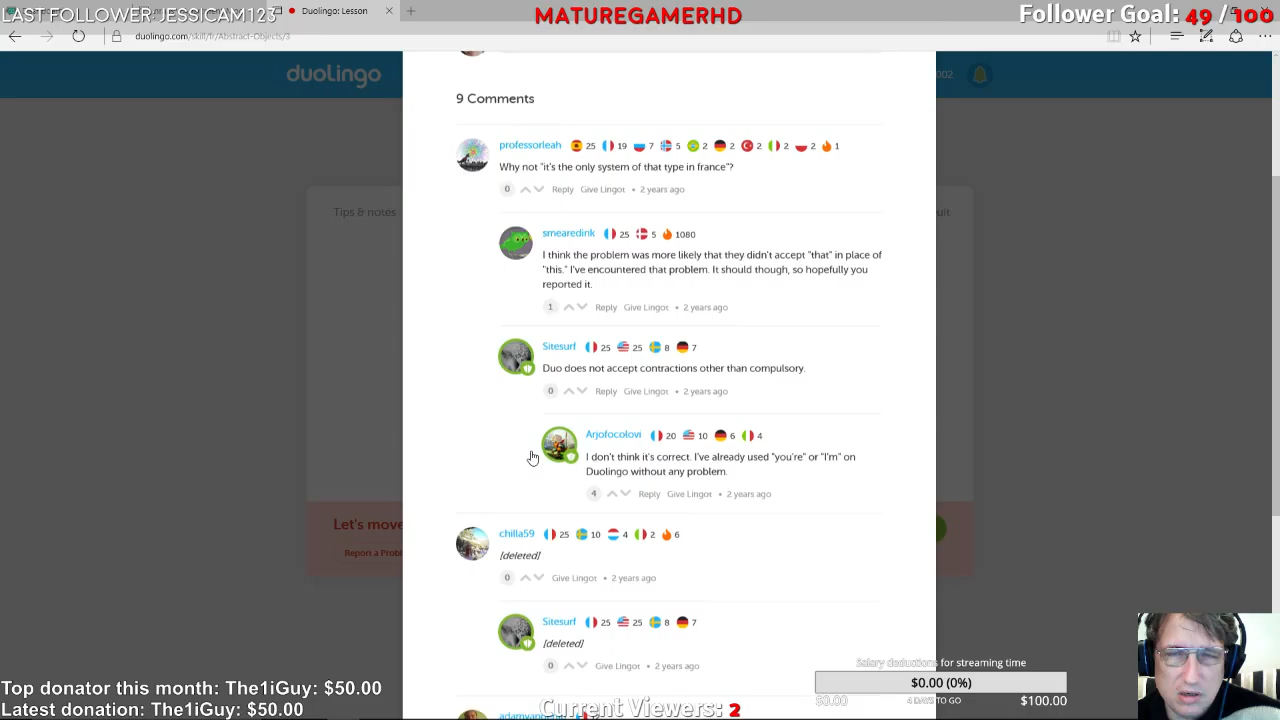 LAST FOLLOWER JESSICAM123
MATUREGAMERHD
Follower Goal: 49 / 100
Duolingo Lesson
duolingo.com/skill/fr/Abstract-Objects/3
duolingo
002
Tips & notes
uit
9 Comments
professorleah 25 19 7 5 2 2 2 2 2 1
Why not "it's the only system of that type in france"?
0 Reply Give Lingot • 2 years ago
smearedink 25 5 1080
I think the problem was more likely that they didn't accept "that" in place of
"this." I've encountered that problem. It should though, so hopefully you
reported it.
1 Reply Give Lingot • 2 years ago
Sitesurf 25 25 8 7
Duo does not accept contractions other than compulsory.
0 Reply Give Lingot • 2 years ago
Arjofocolovi 20 10 6 4
I don't think it's correct. I've already used "you're" or "I'm" on
Duolingo without any problem.
4 Reply Give Lingot • 2 years ago
Let's move
Report a Probl
chilla59 25 10 4 2 6
[deleted]
0 Give Lingot • 2 years ago
Sitesurf 25 25 8 7
[deleted]
0 Give Lingot • 2 years ago
Salary deductions for streaming time
$0.00 (0%)
$0.00 4 DAYS TO GO $100.00
Top donator this month: The1iGuy: $50.00
Latest donation: The1iGuy: $50.00
Current Viewers: 2